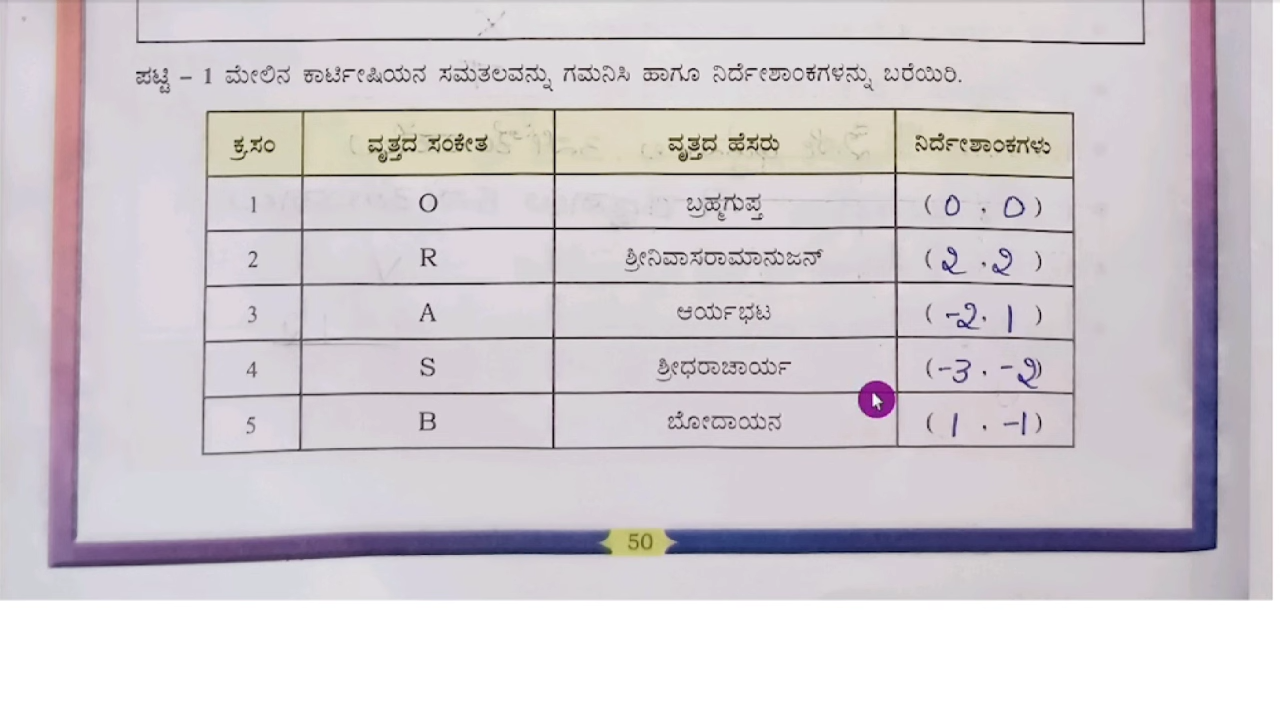 ಪಟ್ಟಿ – 1 ಮೇಲಿನ ಕಾರ್ಟೀಷಿಯನ ಸಮತಲವನ್ನು ಗಮನಿಸಿ ಹಾಗೂ ನಿರ್ದೇಶಾಂಕಗಳನ್ನು ಬರೆಯಿರಿ.
ಕ್ರ.ಸಂ ವೃತ್ತದ ಸಂಕೇತ ವೃತ್ತದ ಹೆಸರು ನಿರ್ದೇಶಾಂಕಗಳು
1 O ಬ್ರಹ್ಮಗುಪ್ತ (0, 0)
2 R ಶ್ರೀನಿವಾಸರಾಮಾನುಜನ್ (2, 2)
3 A ಆರ್ಯಭಟ (-2, 1)
4 S ಶ್ರೀಧರಾಚಾರ್ಯ (-3, -2)
5 B ಬೋದಾಯನ (1, -1)
50